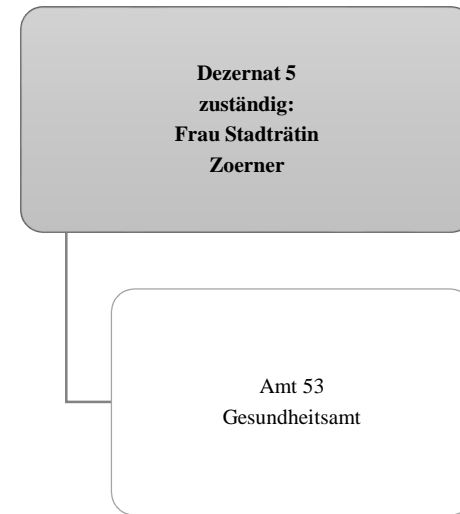 Dezernat 5
zuständig:
Frau Stadträtin
Zoerner
Amt 53
Gesundheitsamt